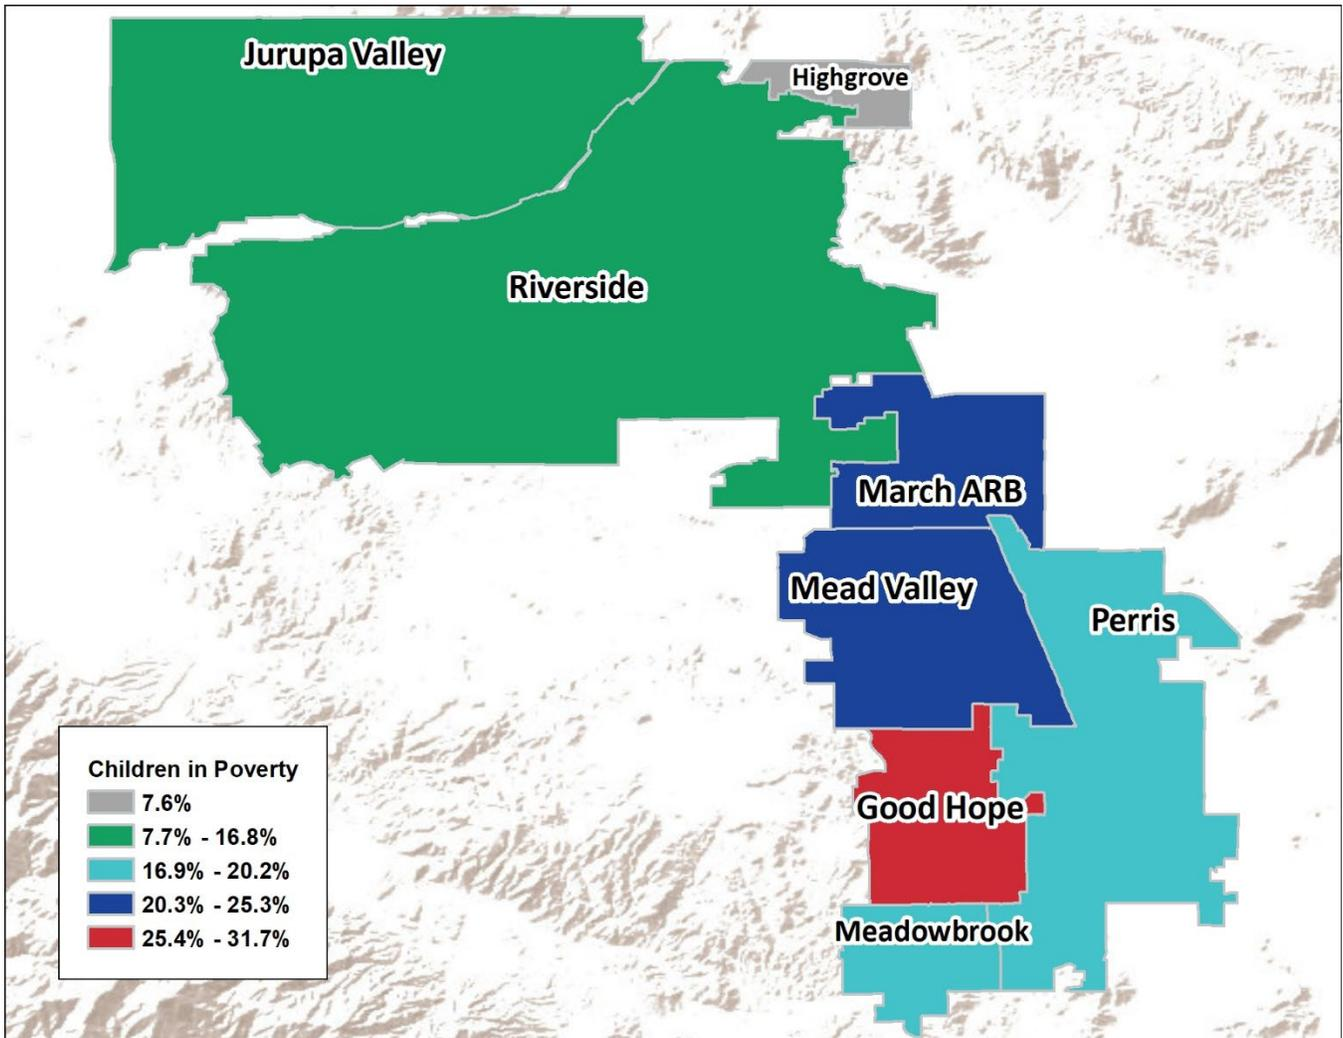 Jurupa Valley
Highgrove
Riverside
March ARB
Mead Valley
Perris
Good Hope
Meadowbrook
Children in Poverty
7.6%
7.7% - 16.8%
16.9% - 20.2%
20.3% - 25.3%
25.4% - 31.7%